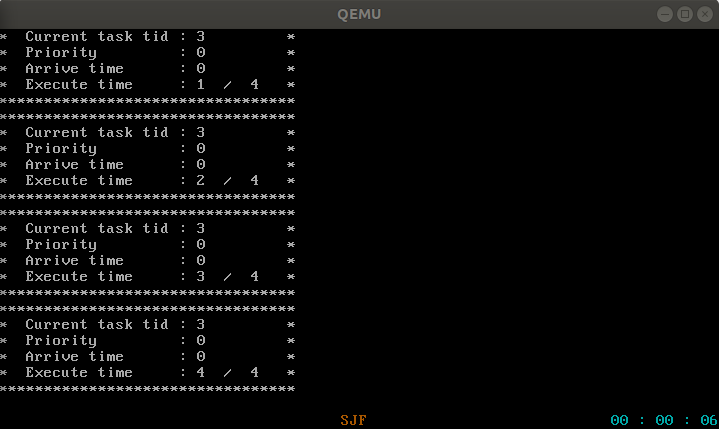 QEMU
*  Current task tid : 3         *
*  Priority         : 0         *
*  Arrive time      : 0         *
*  Execute time     : 1  /  4   *
*********************************
*********************************
*  Current task tid : 3         *
*  Priority         : 0         *
*  Arrive time      : 0         *
*  Execute time     : 2  /  4   *
*********************************
*********************************
*  Current task tid : 3         *
*  Priority         : 0         *
*  Arrive time      : 0         *
*  Execute time     : 3  /  4   *
*********************************
*********************************
*  Current task tid : 3         *
*  Priority         : 0         *
*  Arrive time      : 0         *
*  Execute time     : 4  /  4   *
*********************************
SJF 00 : 00 : 06